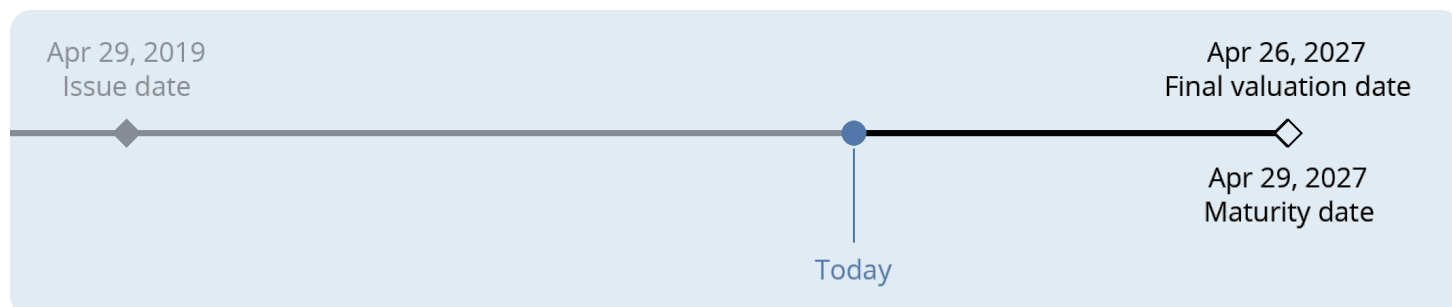 Apr 29, 2019
Issue date
Apr 26, 2027
Final valuation date
Apr 29, 2027
Maturity date
Today